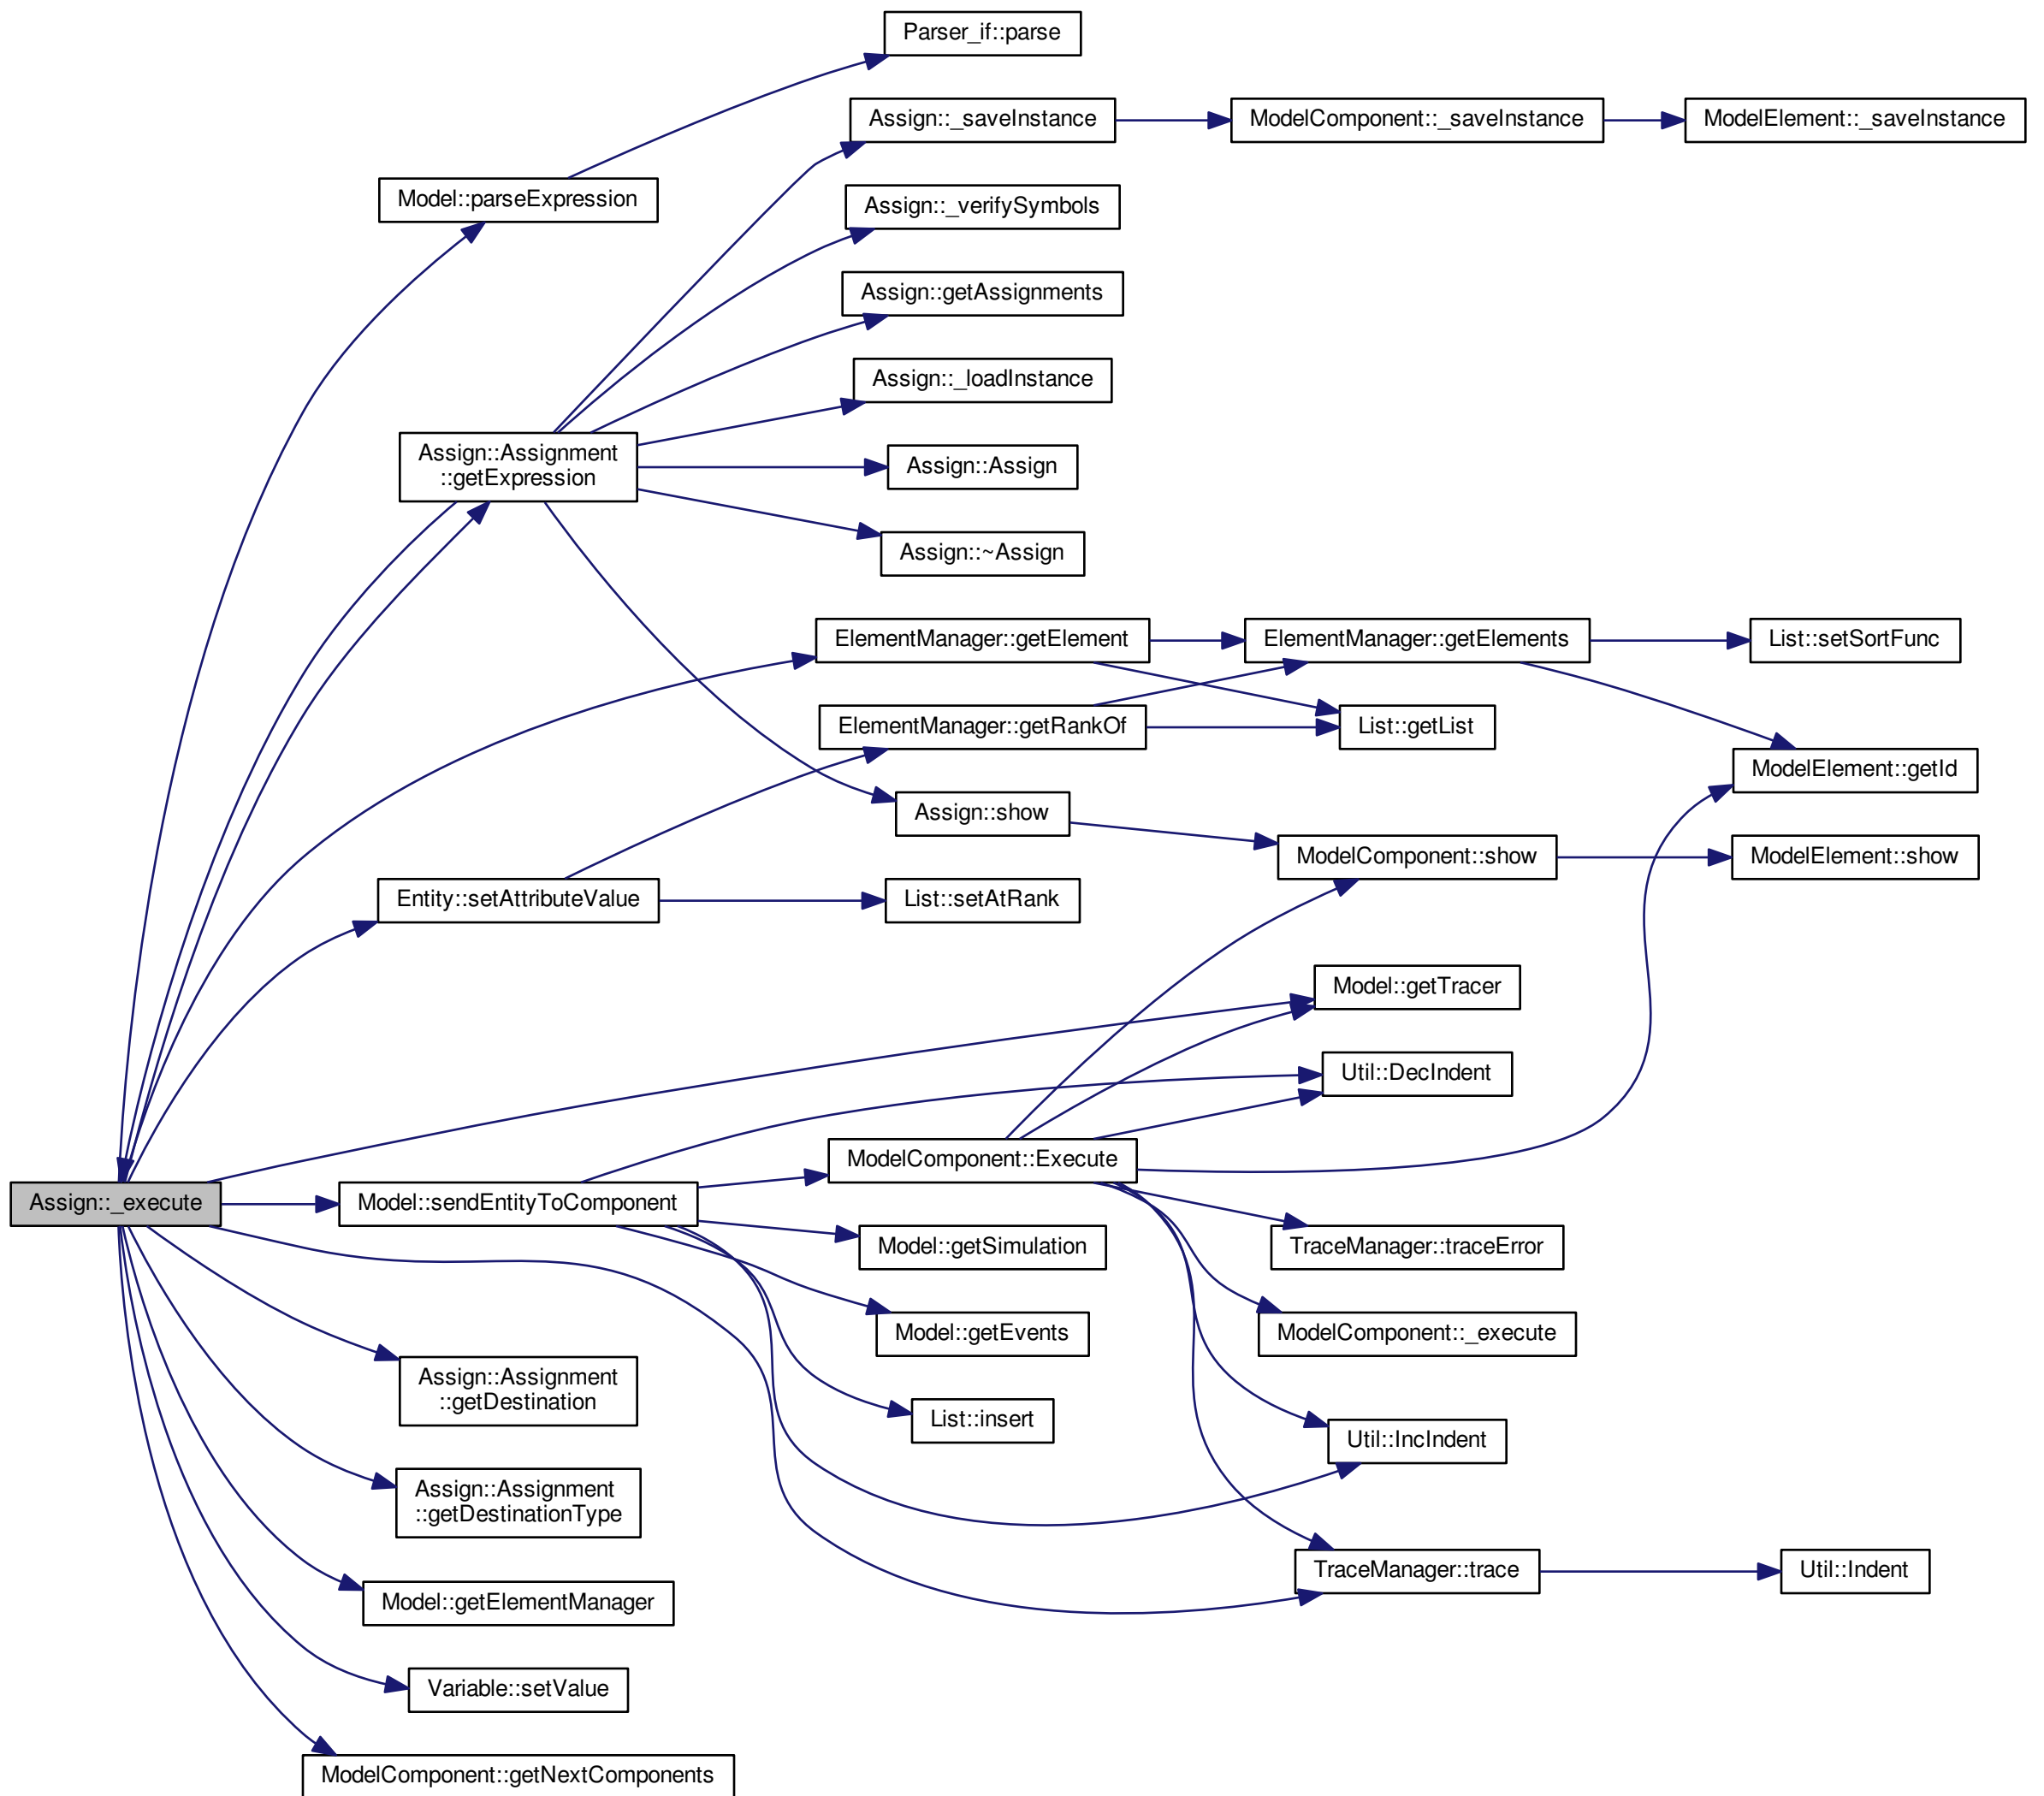 Parser_if::parse
Assign::_saveInstance
ModelComponent::_saveInstance
ModelElement::_saveInstance
Model::parseExpression
Assign::_verifySymbols
Assign::getAssignments
Assign::_loadInstance
Assign::Assignment
::getExpression
Assign::Assign
Assign::~Assign
ElementManager::getElement
ElementManager::getElements
List::setSortFunc
ElementManager::getRankOf
List::getList
ModelElement::getId
Assign::show
ModelComponent::show
ModelElement::show
Entity::setAttributeValue
List::setAtRank
Model::getTracer
Util::DecIndent
ModelComponent::Execute
Assign::_execute
Model::sendEntityToComponent
Model::getSimulation
TraceManager::traceError
Model::getEvents
ModelComponent::_execute
Assign::Assignment
::getDestination
List::insert
Util::IncIndent
Assign::Assignment
::getDestinationType
TraceManager::trace
Util::Indent
Model::getElementManager
Variable::setValue
ModelComponent::getNextComponents